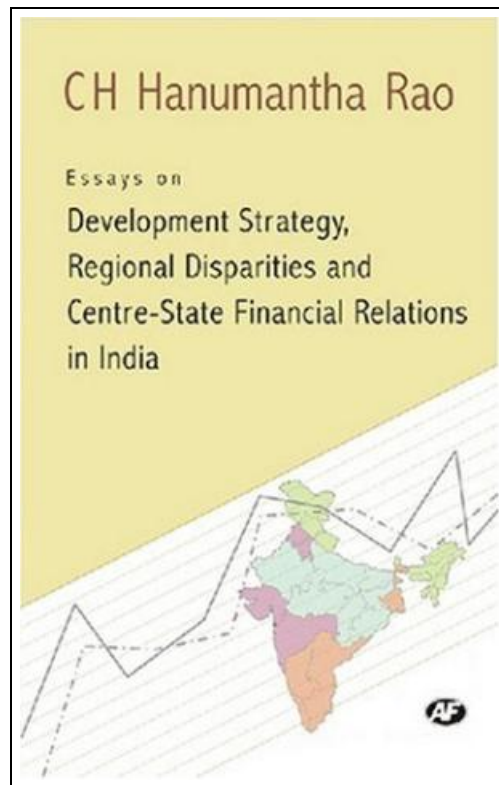 CH Hanumantha Rao
Essays on
Development Strategy,
Regional Disparities and
Centre-State Financial Relations
in India
AF